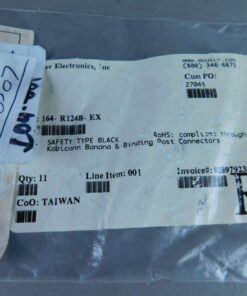 er Electronics, Inc
www.mouser.com
(800) 346-6873
Cust PO:
27041
164- R124B- EX
SAFETY TYPE BLACK
RoHS: compliant through
Kobiconn Banana & Binding Post Connectors
Qty: 11
Line Item: 001
Invoice#:
CoO: TAIWAN